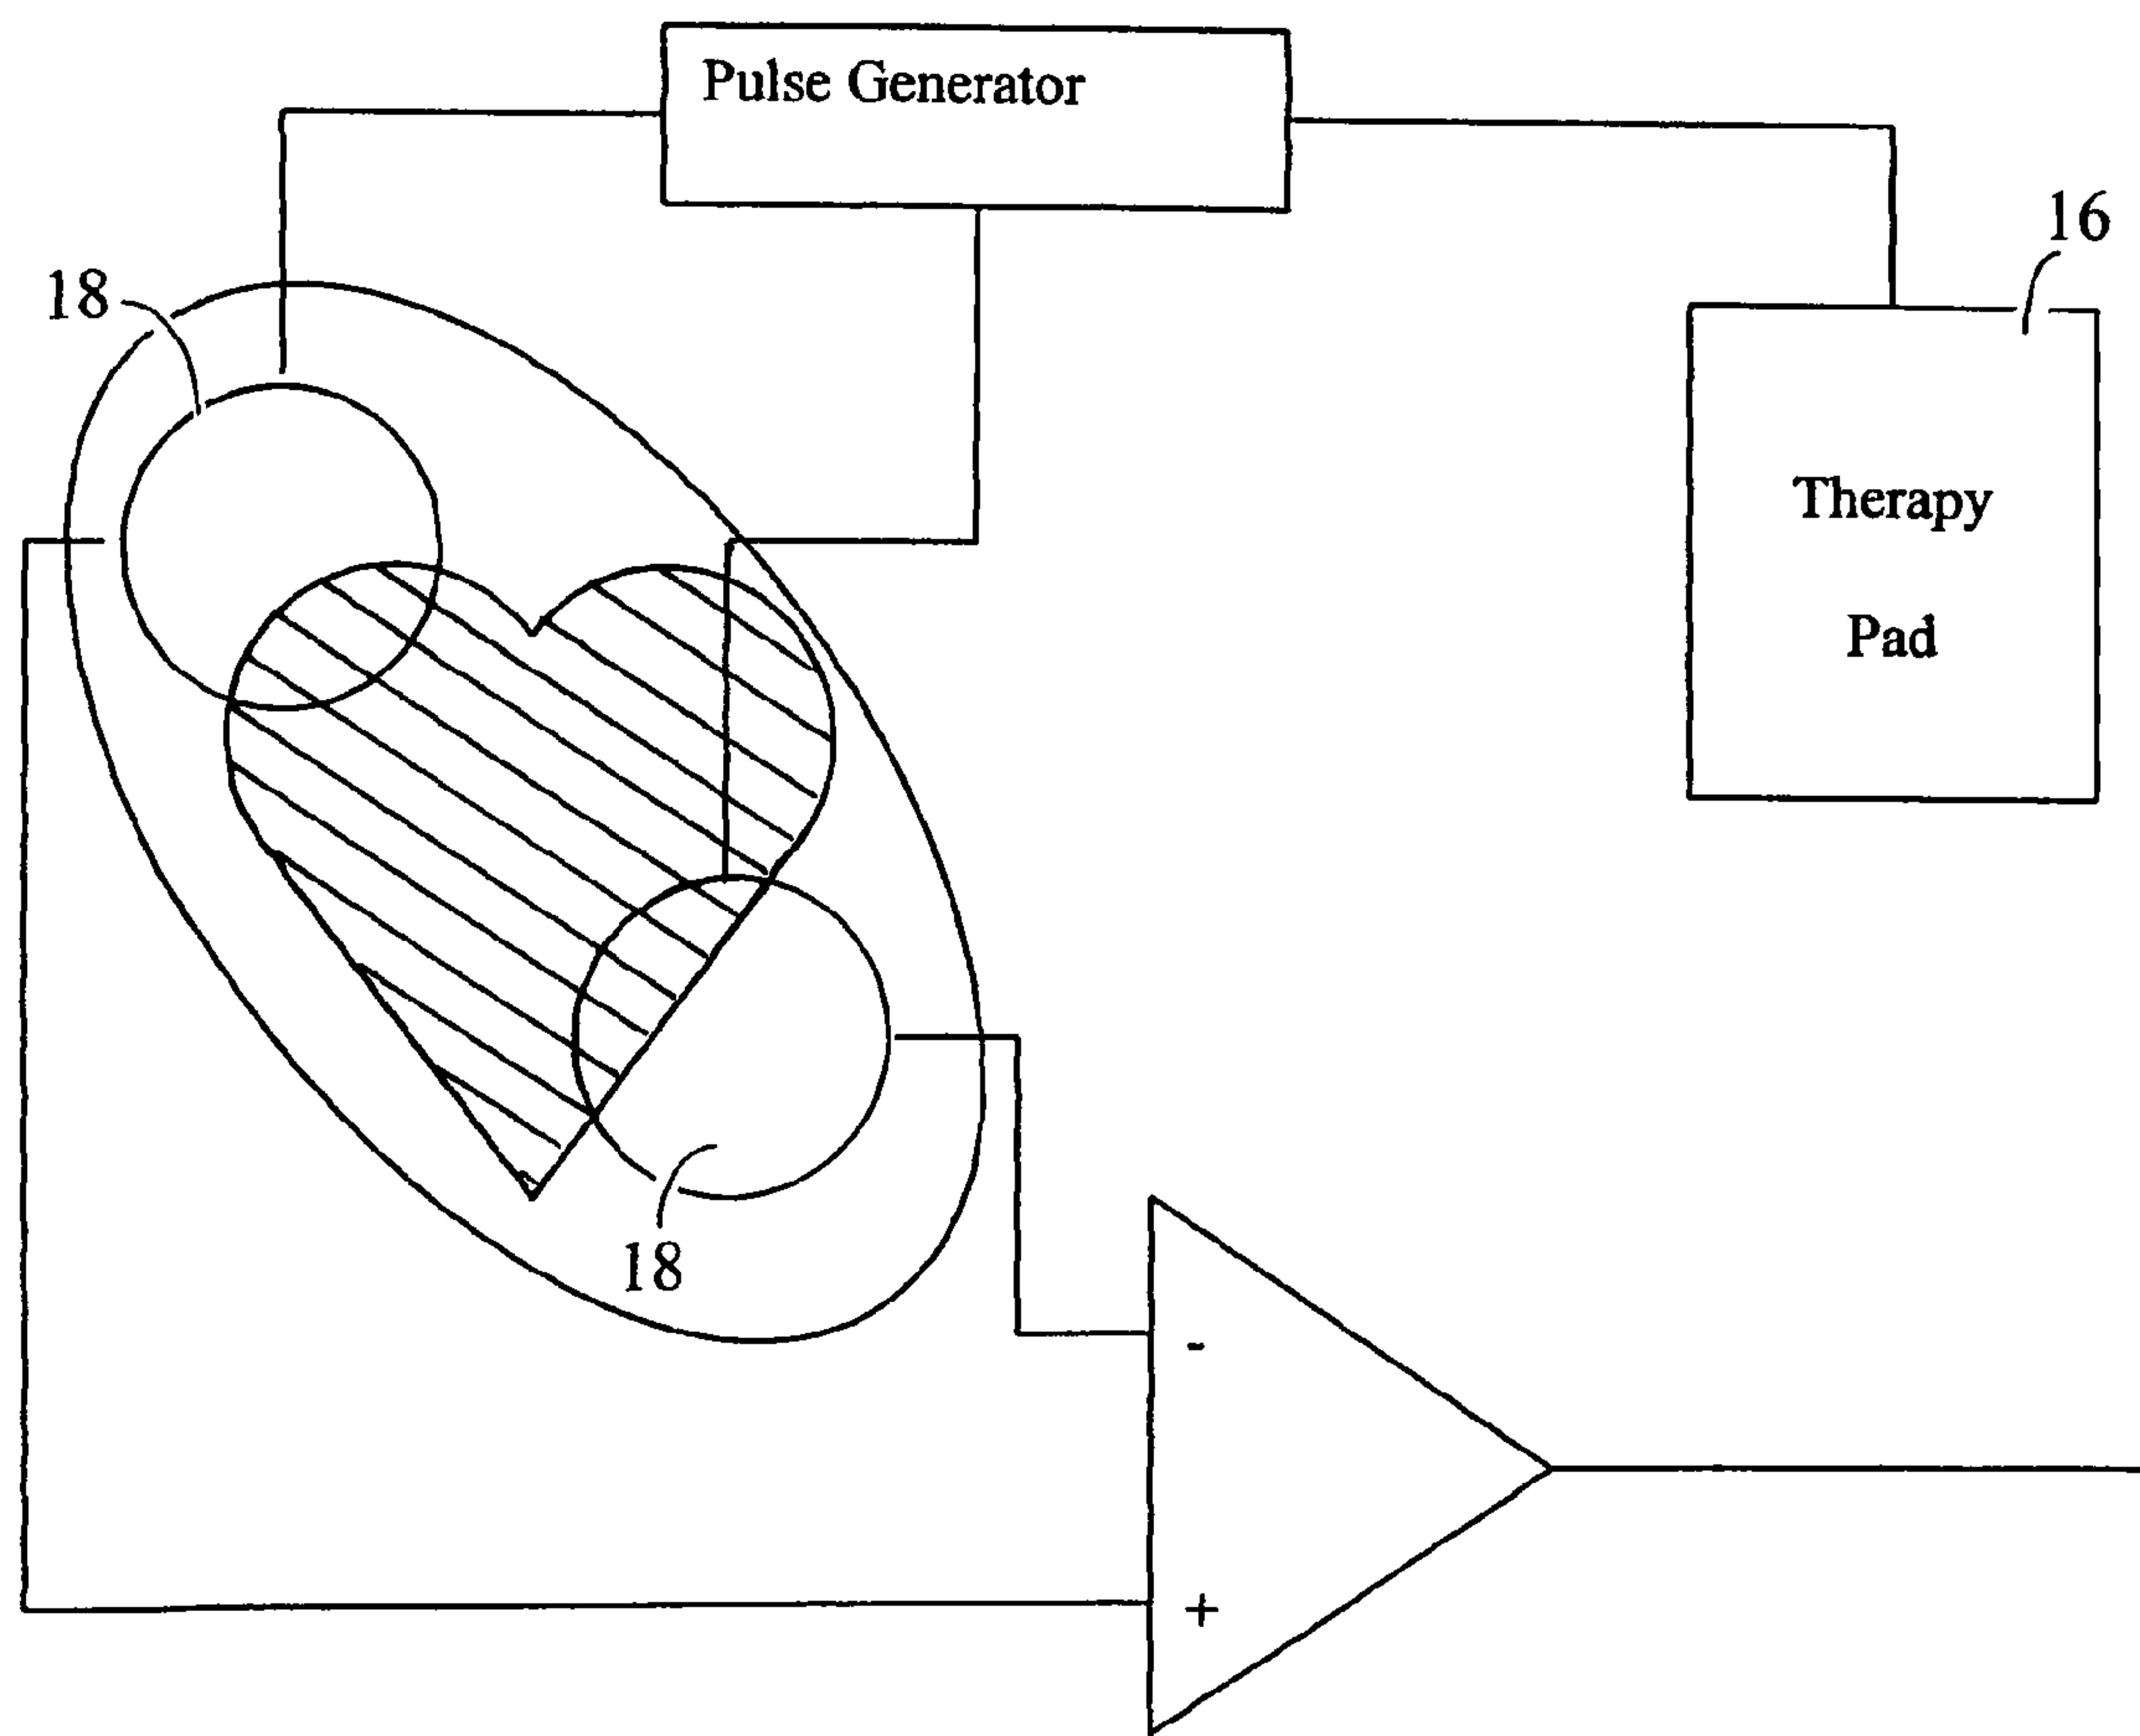 Pulse Generator
16
18
Therapy
Pad
18
-
+